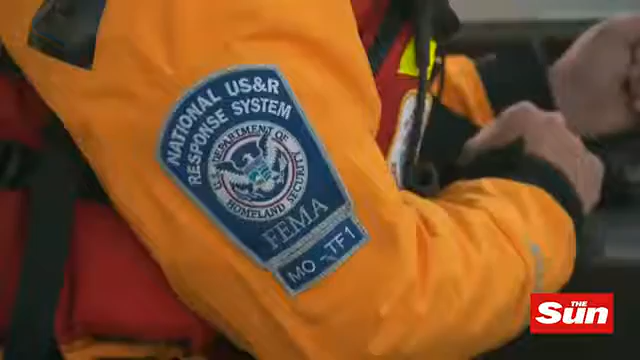 NATIONAL US&R
RESPONSE SYSTEM
U.S. DEPARTMENT OF
HOMELAND SECURITY
FEMA
MO - TF1
THE
Sun